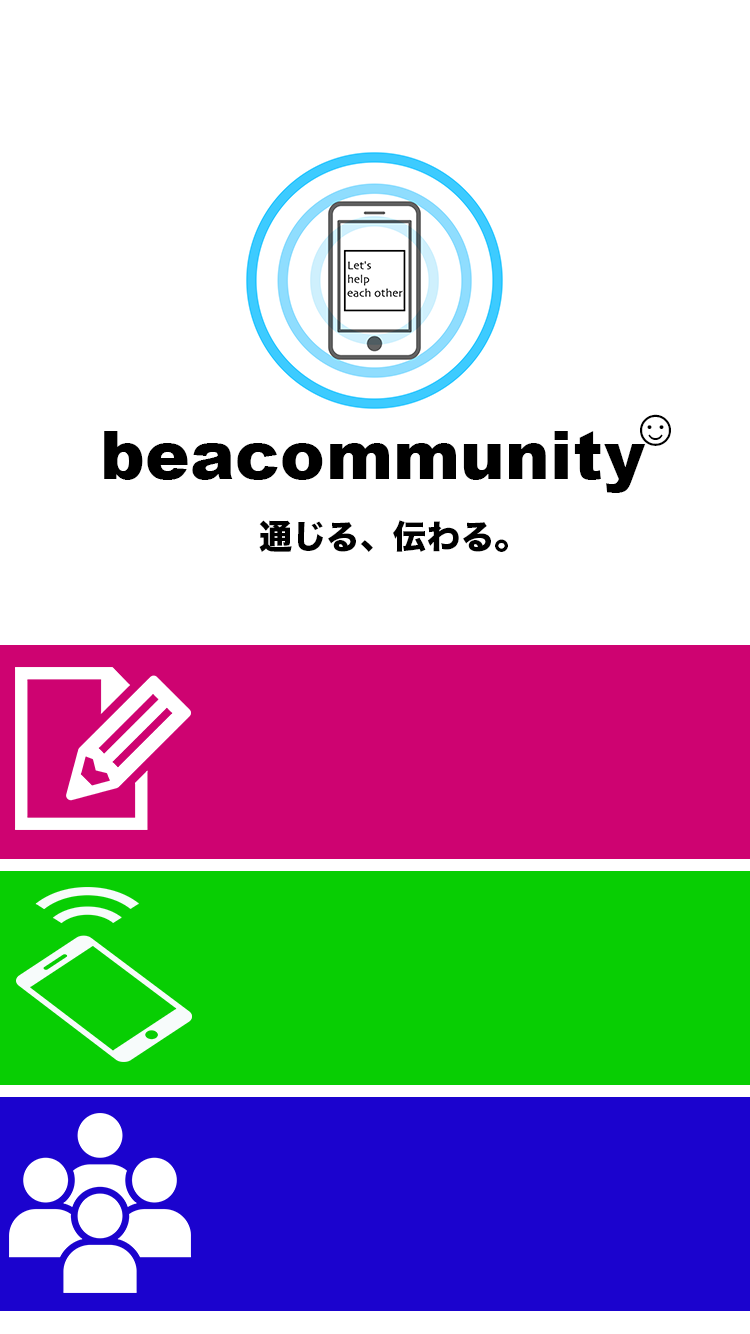 Let's
help
each other
beacommunity
通じる、伝わる。